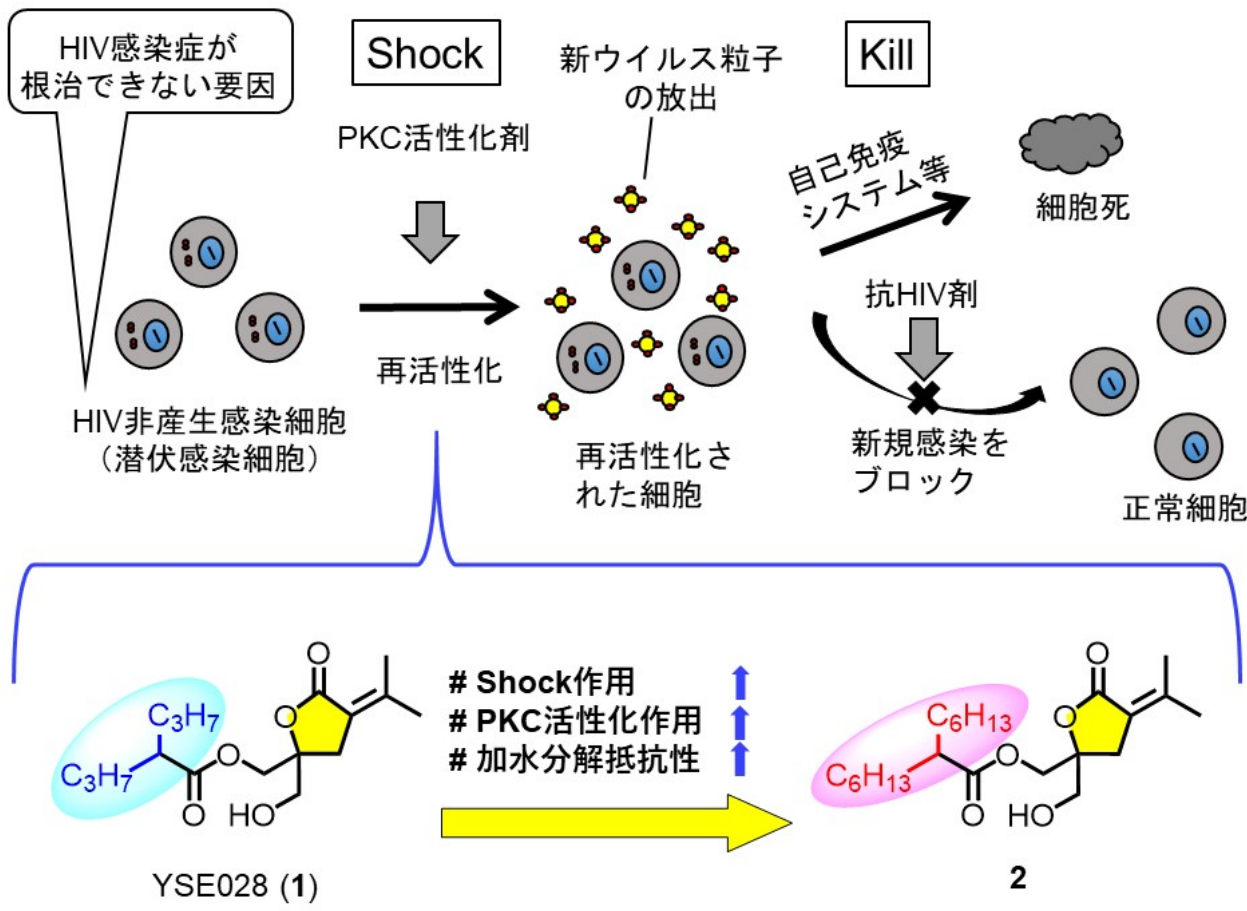 HIV感染症が
根治できない要因
Shock
PKC活性化剤
再活性化
HIV非産生感染細胞
（潜伏感染細胞）
新ウイルス粒子
の放出
再活性化さ
れた細胞
Kill
自己免疫
システム等
細胞死
抗HIV剤
新規感染を
ブロック
正常細胞
C3H7
C3H7
O
O
O
O
HO
YSE028 (1)
# Shock作用
# PKC活性化作用
# 加水分解抵抗性
C6H13
C6H13
O
O
O
O
HO
2